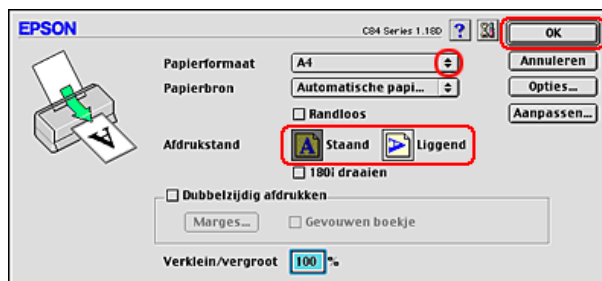 EPSON C84 Series 1.18D ? OK
Papierformaat A4 Annuleren
Papierbron Automatische papi... Opties...
Randloos Aanpassen...
Afdrukstand A Staand A Liggend
180¡ draaien
Dubbelzijdig afdrukken
Marges... Gevouwen boekje
Verklein/vergroot 100 %
A